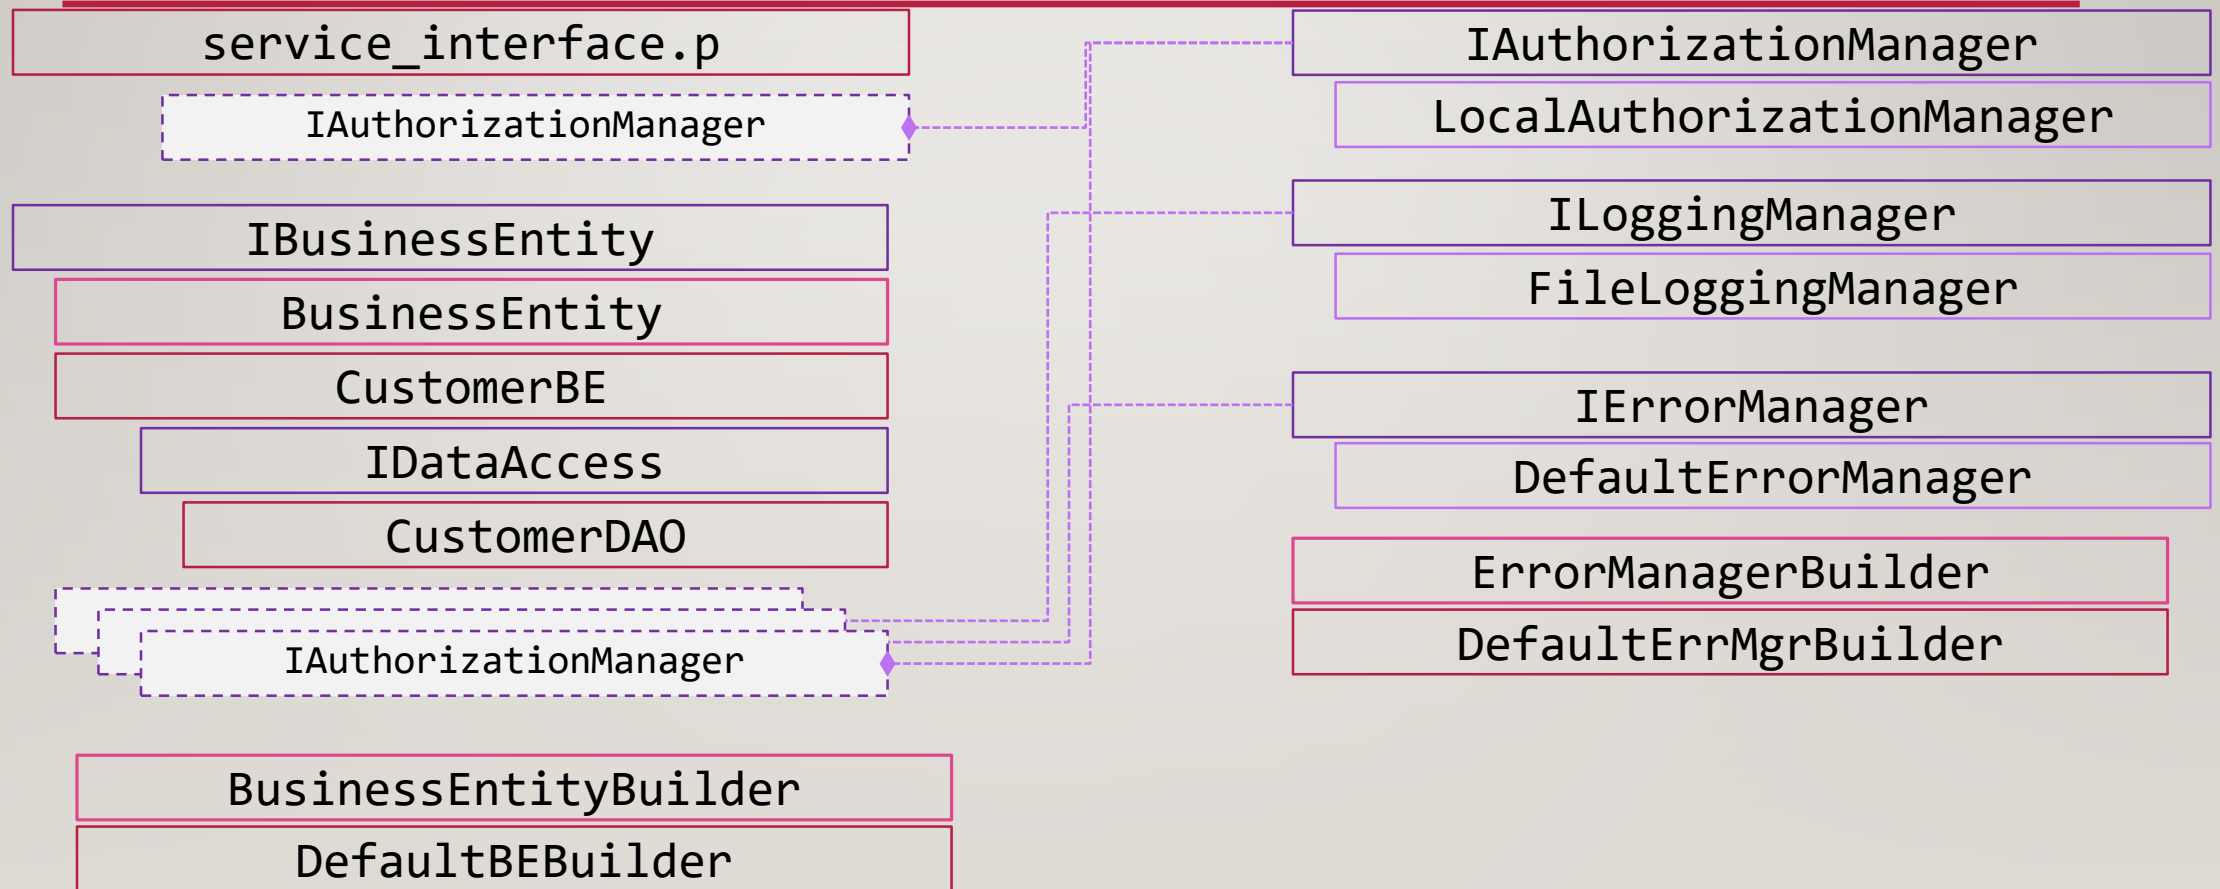 service_interface.p
IAuthorizationManager
IBusinessEntity
BusinessEntity
CustomerBE
IDataAccess
CustomerDAO
IAuthorizationManager
BusinessEntityBuilder
DefaultBEBuilder
IAuthorizationManager
LocalAuthorizationManager
ILoggingManager
FileLoggingManager
IErrorManager
DefaultErrorManager
ErrorManagerBuilder
DefaultErrMgrBuilder